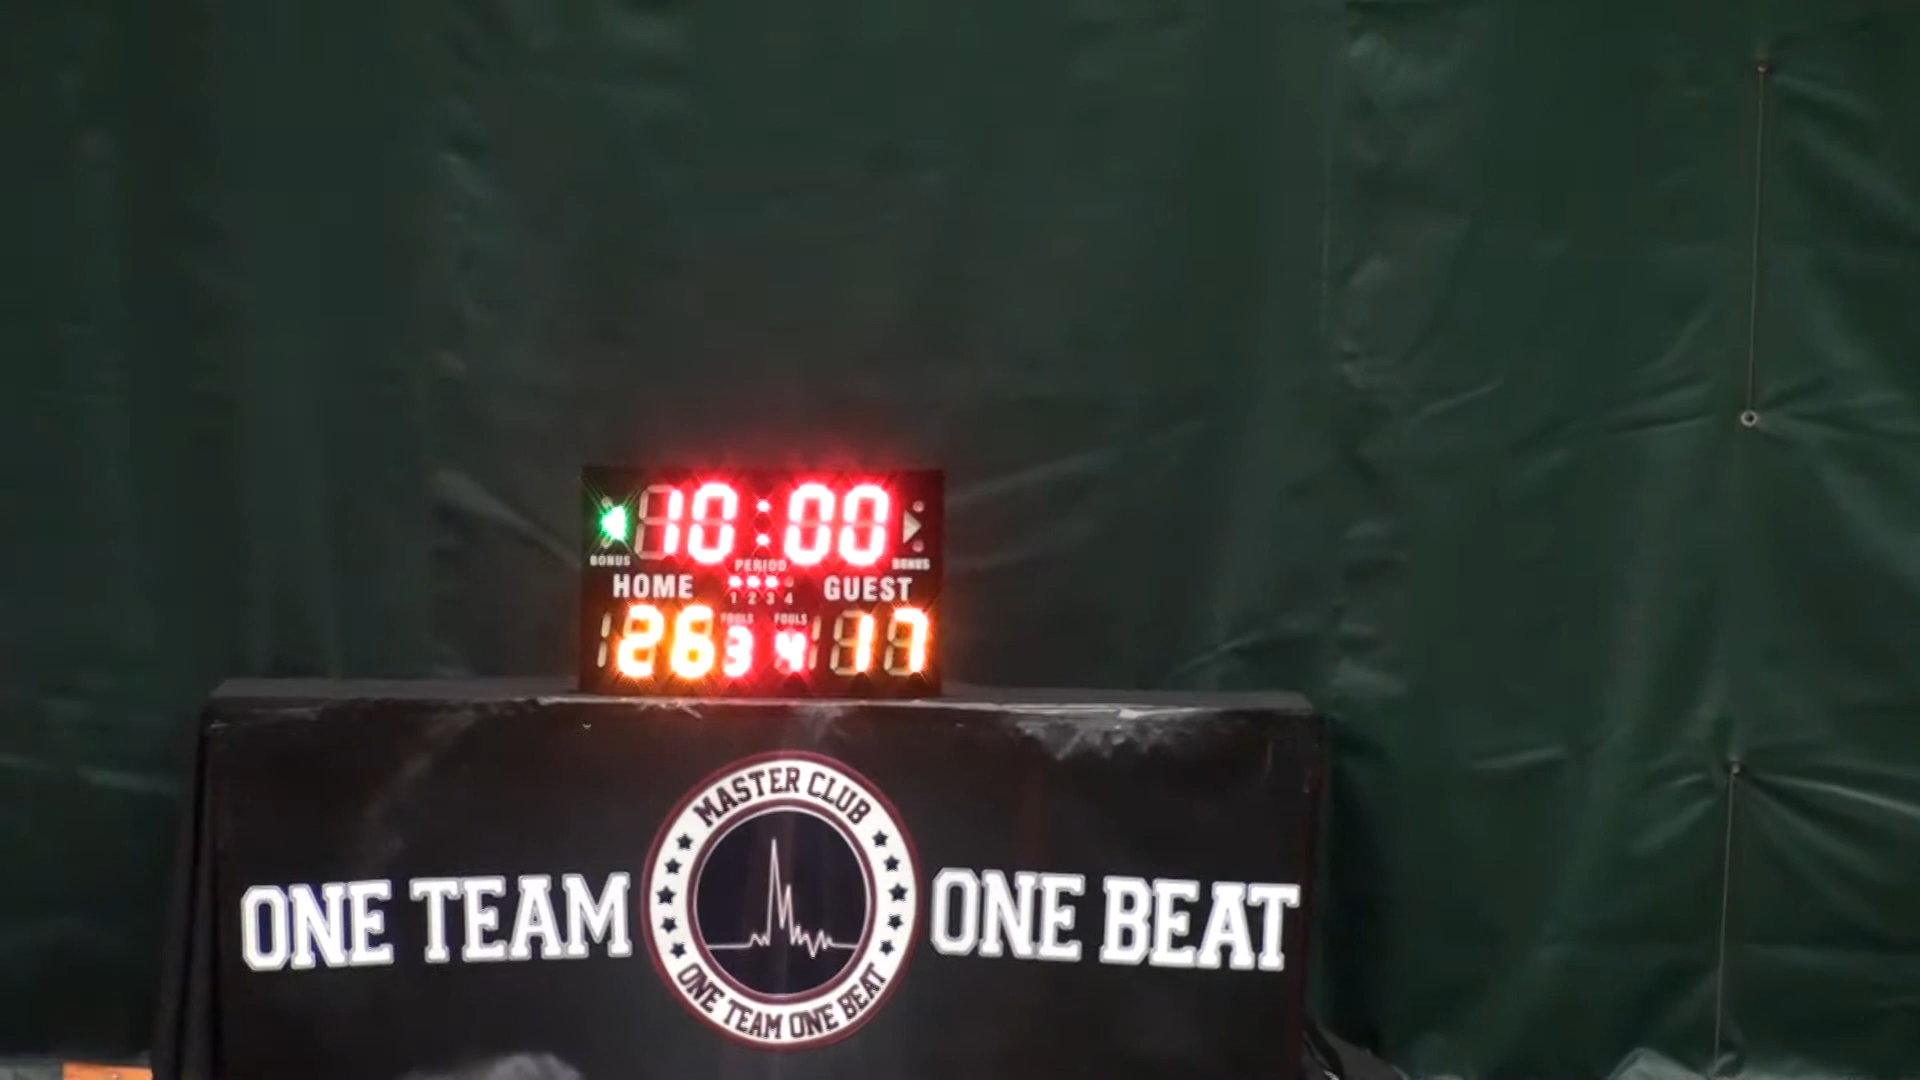 10:00
BONUS PERIOD BONUS
HOME GUEST
1 2 3 4
FOULS FOULS
26 3 4 17
MASTER CLUB
ONE TEAM ONE BEAT
ONE TEAM ONE BEAT